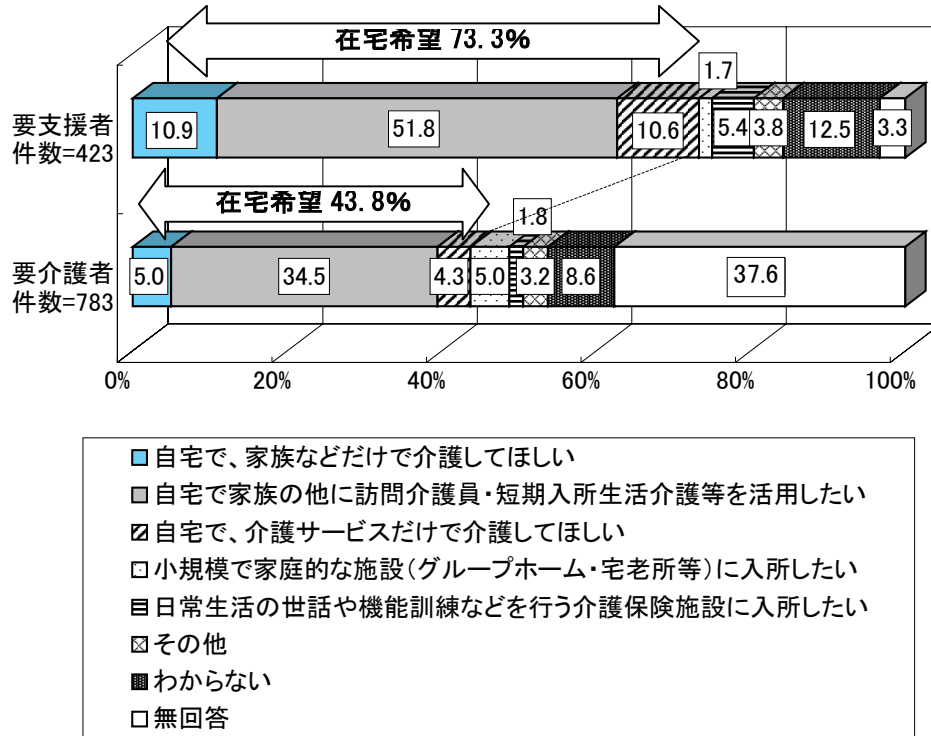 在宅希望 73.3%
1.7
要支援者
件数=423
10.9
51.8
10.6
5.4
3.8
12.5
3.3
在宅希望 43.8%
1.8
要介護者
件数=783
5.0
34.5
4.3
5.0
3.2
8.6
37.6
0%
20%
40%
60%
80%
100%
自宅で、家族などだけで介護してほしい
自宅で家族の他に訪問介護員・短期入所生活介護等を活用したい
自宅で、介護サービスだけで介護してほしい
小規模で家庭的な施設(グループホーム・宅老所等)に入所したい
日常生活の世話や機能訓練などを行う介護保険施設に入所したい
その他
わからない
無回答